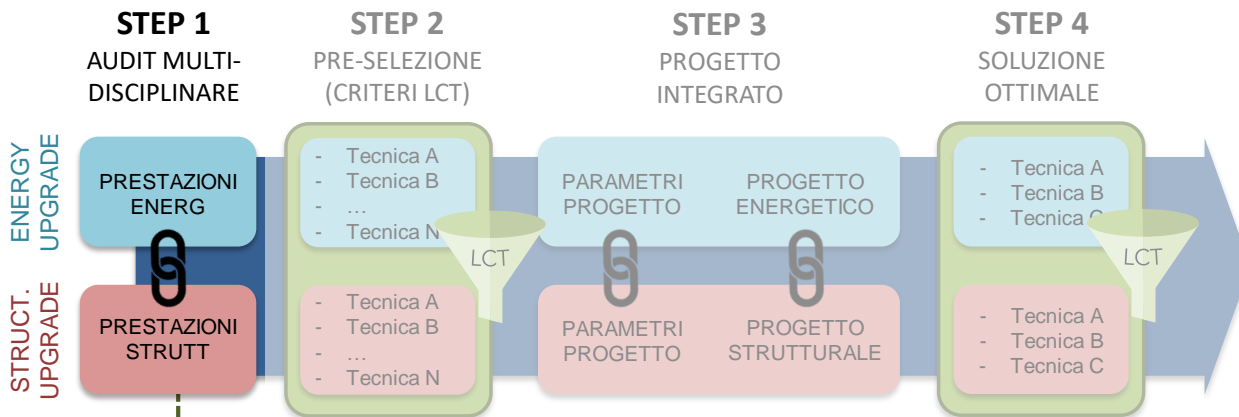 STEP 1
AUDIT MULTI-
DISCIPLINARE
STEP 2
PRE-SELEZIONE
(CRITERI LCT)
STEP 3
PROGETTO
INTEGRATO
STEP 4
SOLUZIONE
OTTIMALE
ENERGY
UPGRADE
PRESTAZIONI
ENERG
- Tecnica A
- Tecnica B
- ...
- Tecnica N
LCT
PARAMETRI
PROGETTO
PROGETTO
ENERGETICO
- Tecnica A
- Tecnica B
- Tecnica C
LCT
STRUCT.
UPGRADE
PRESTAZIONI
STRUTT
- Tecnica A
- Tecnica B
- ...
- Tecnica N
PARAMETRI
PROGETTO
PROGETTO
STRUTTURALE
- Tecnica A
- Tecnica B
- Tecnica C